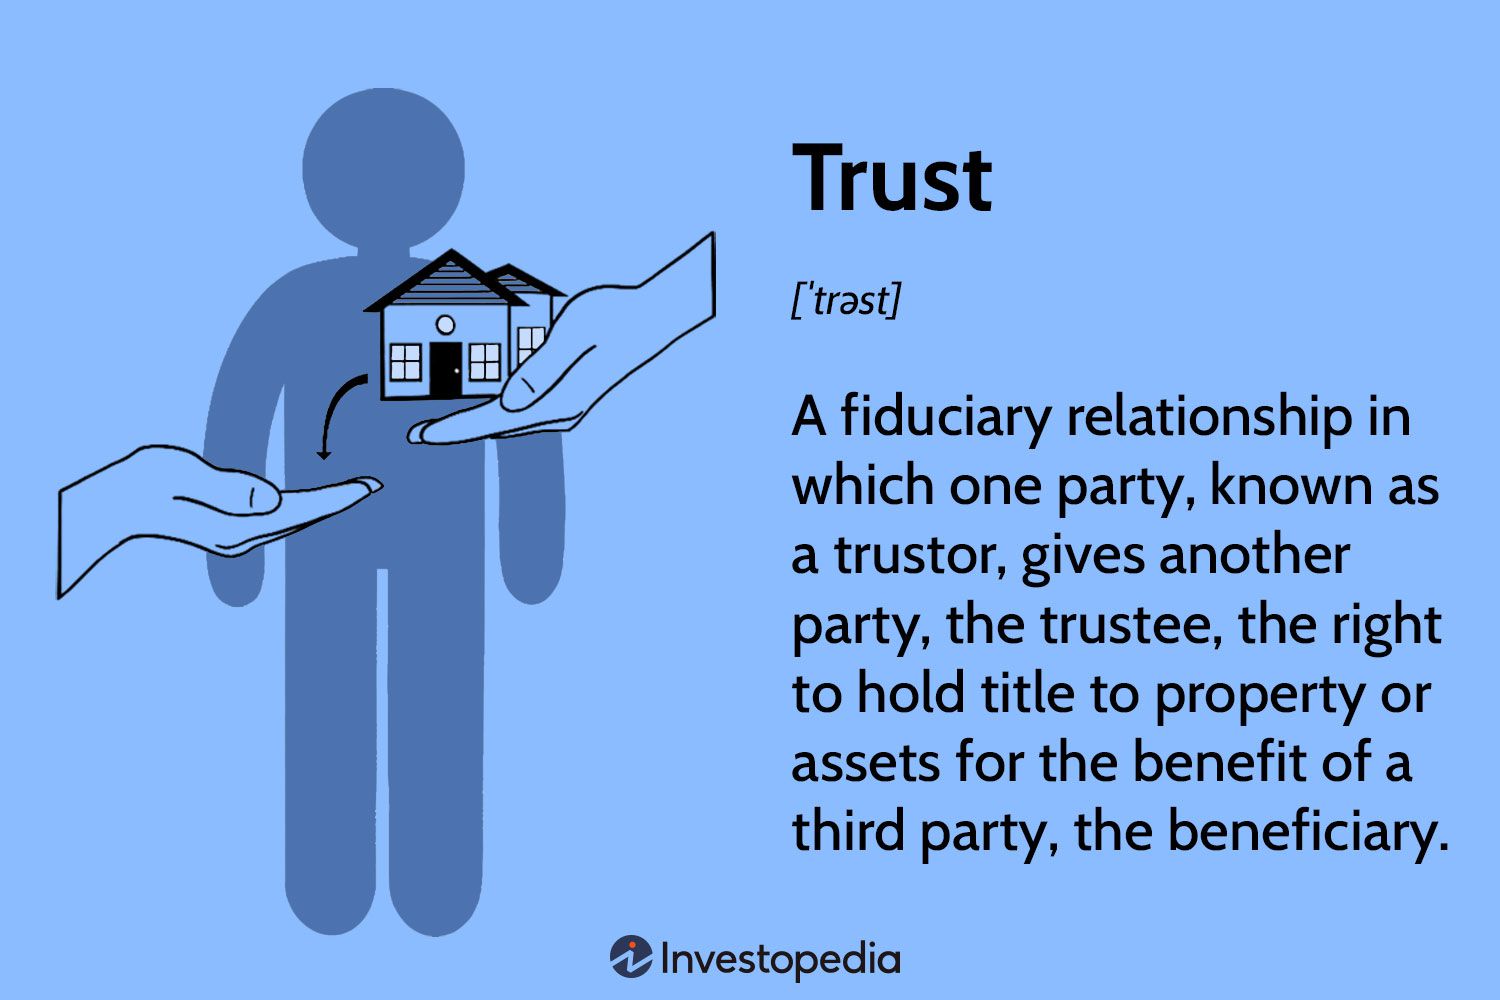 Trust
[ˈtrəst]
A fiduciary relationship in
which one party, known as
a trustor, gives another
party, the trustee, the right
to hold title to property or
assets for the benefit of a
third party, the beneficiary.
Investopedia